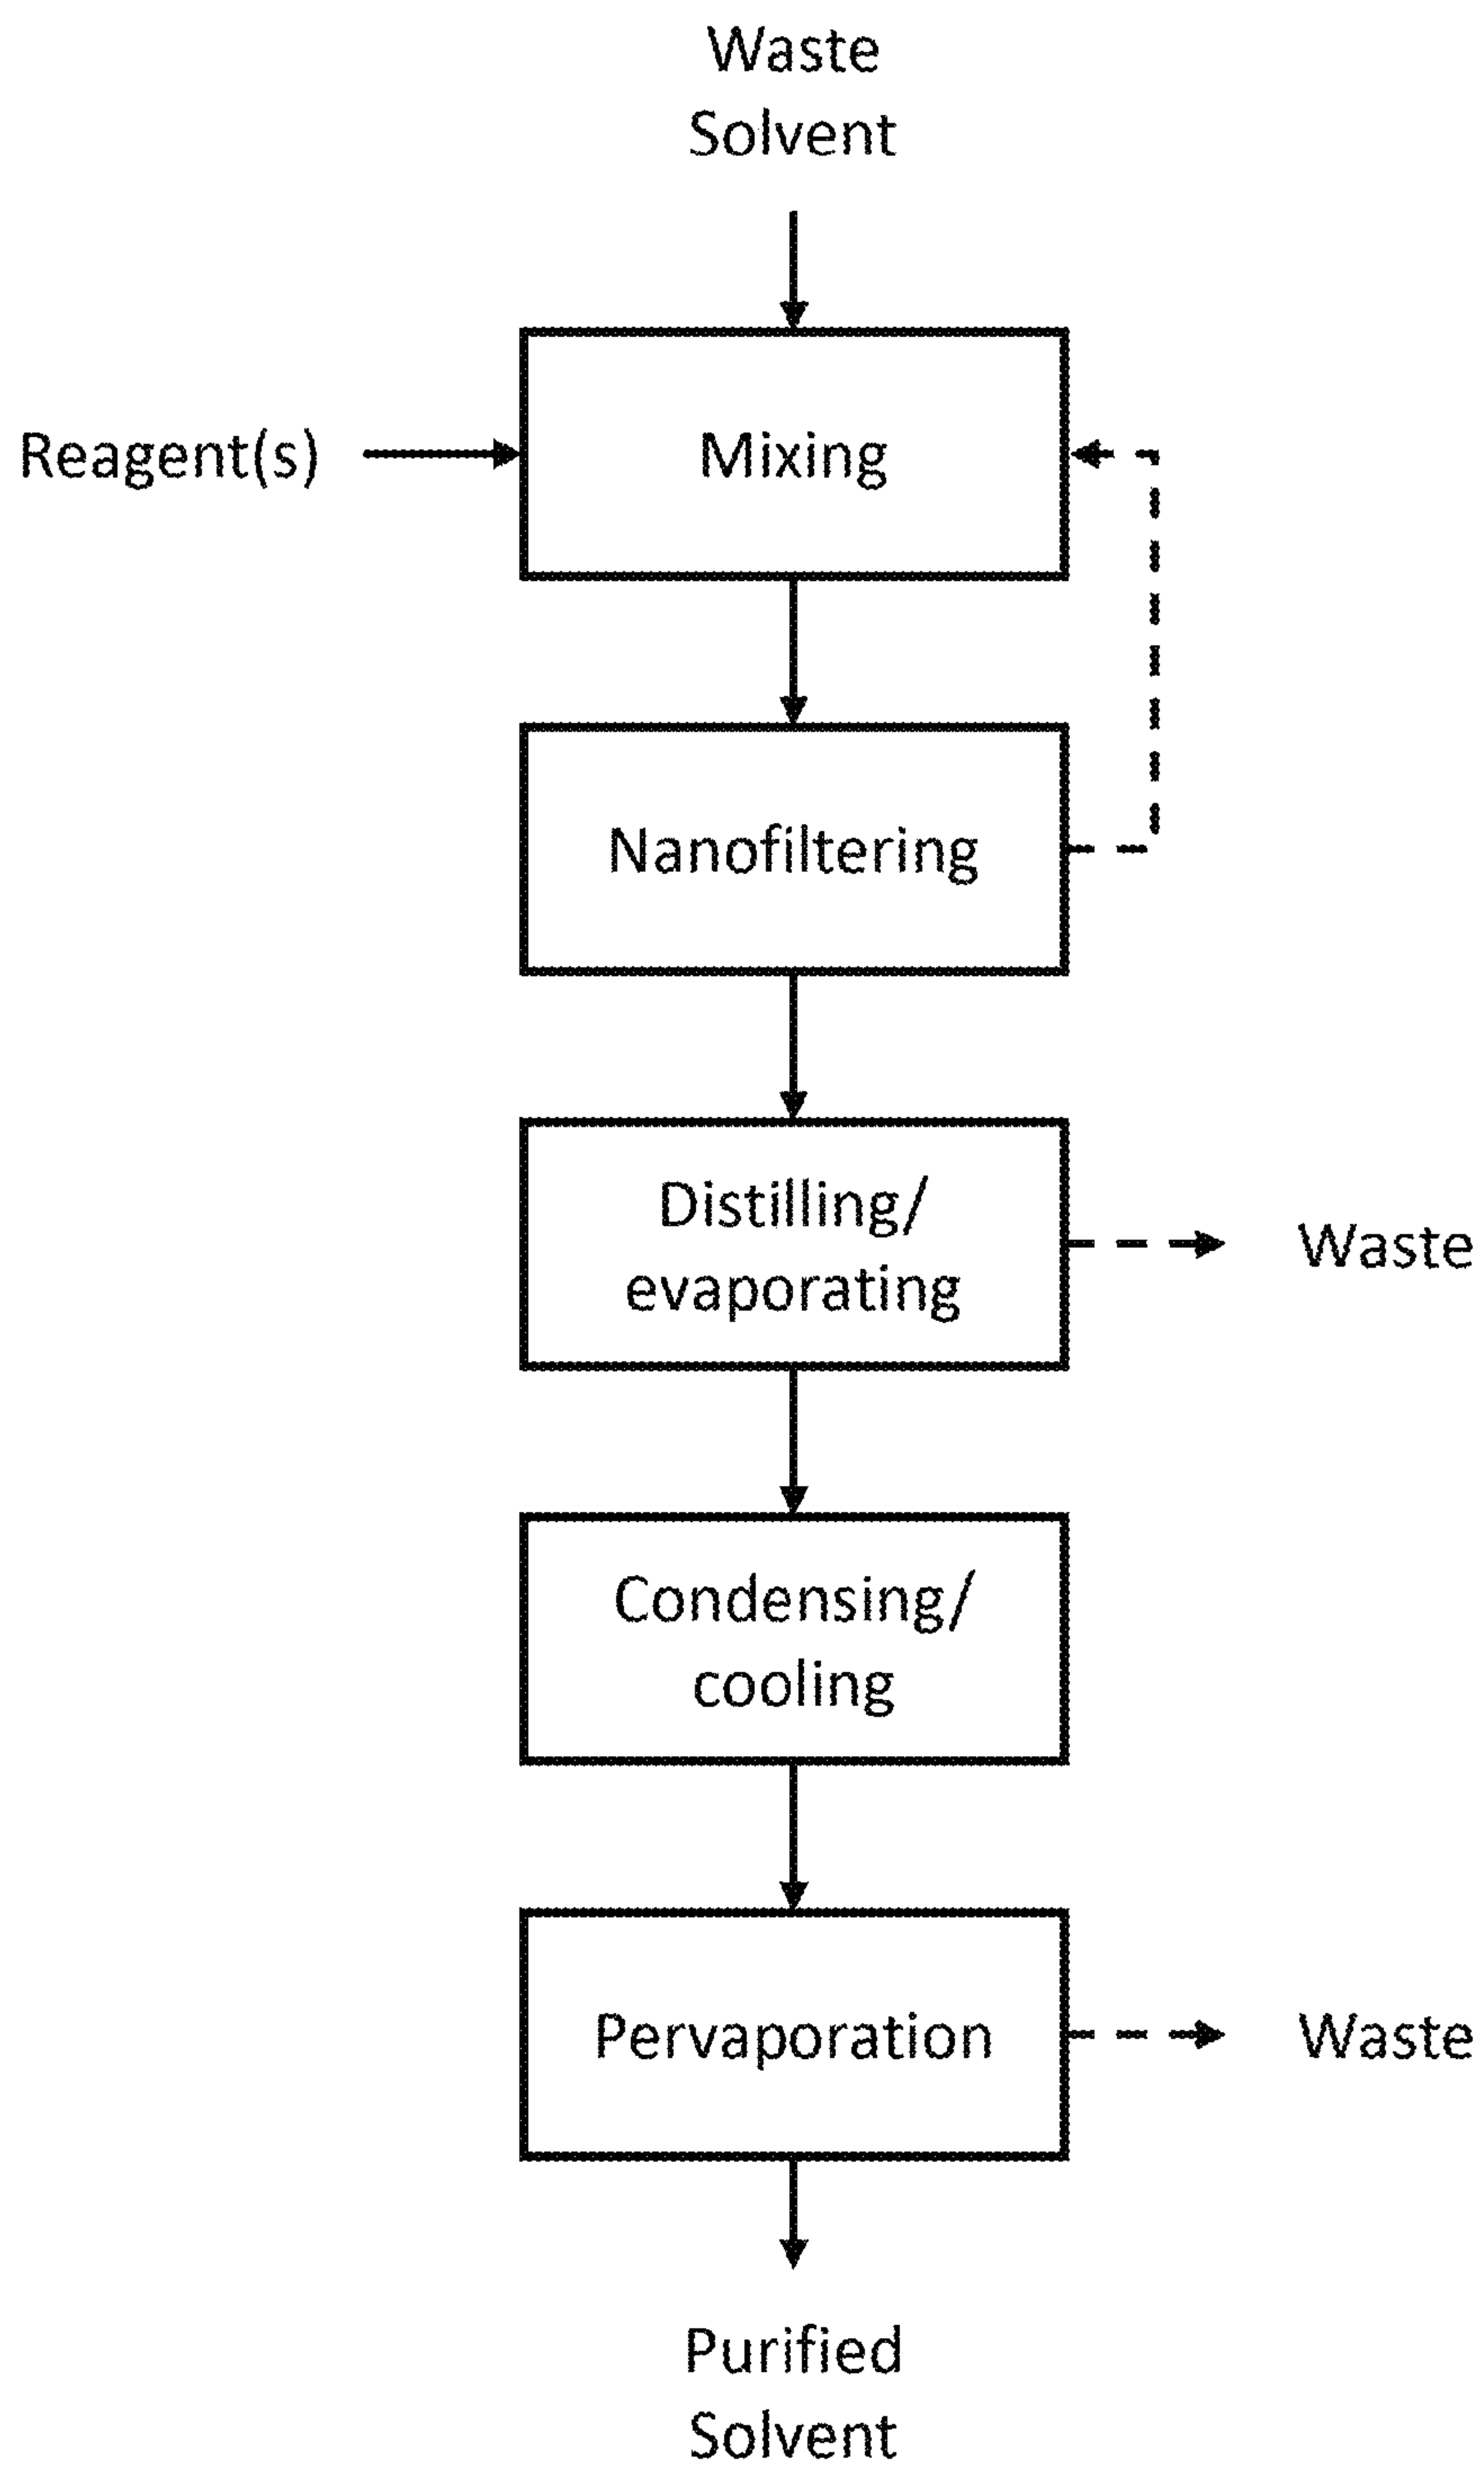 Waste
Solvent
Reagent(s)
Mixing
Nanofiltering
Distilling/
evaporating
Waste
Condensing/
cooling
Pervaporation
Waste
Purified
Solvent